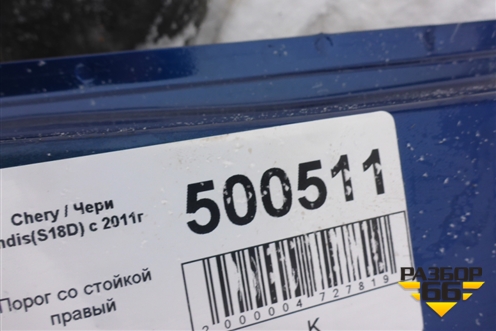 Chery / Чери
ndis(S18D) с 2011г
500511
Порог со стойкой
правый
2000004727819
К
РАЗБОР
66